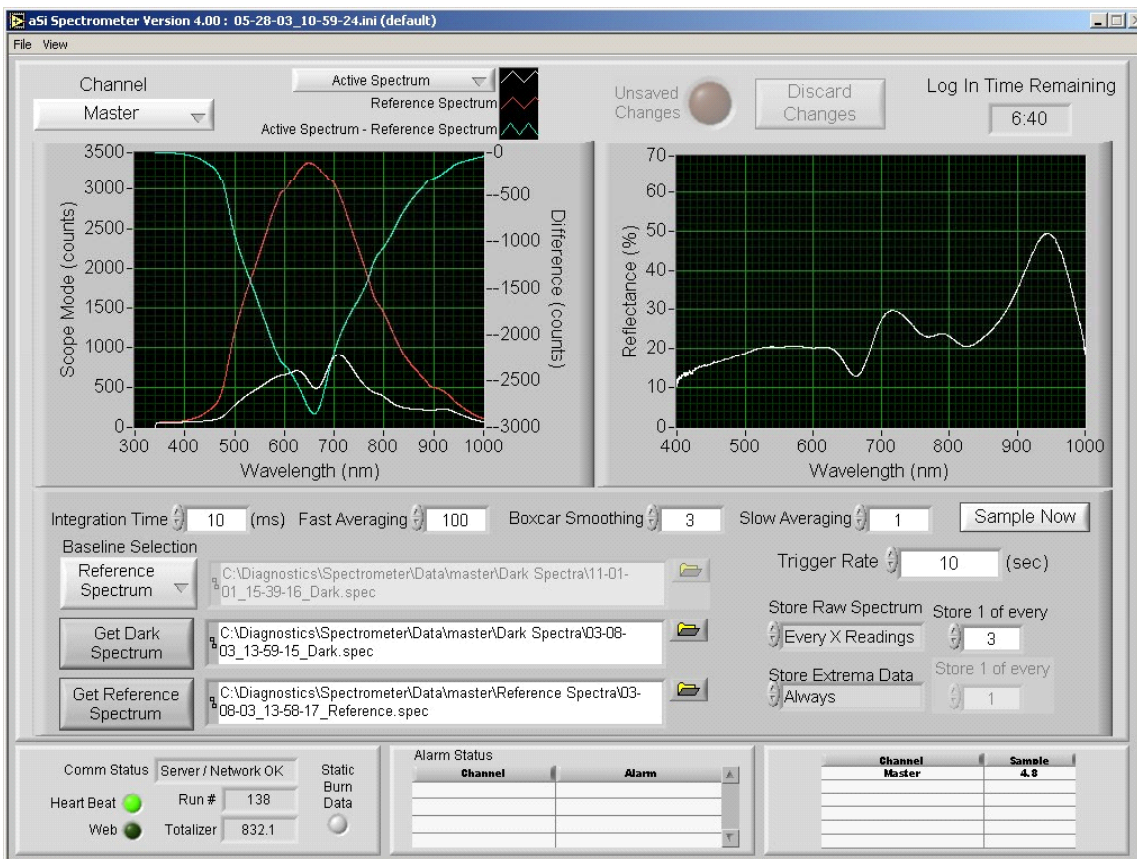 aSi Spectrometer Version 4.00 : 05-28-03_10-59-24.ini (default)
File View
Channel
Master
Active Spectrum
Reference Spectrum
Active Spectrum - Reference Spectrum
Unsaved
Changes
Discard
Changes
Log In Time Remaining
6:40
Scope Mode (counts)
3500
3000
2500
2000
1500
1000
500
0
-0
--500
--1000
--1500
--2000
--2500
--3000
Difference (counts)
300 400 500 600 700 800 900 1000
Wavelength (nm)
Reflectance (%)
70
60
50
40
30
20
10
0
400 500 600 700 800 900 1000
Wavelength (nm)
Integration Time 10 (ms) Fast Averaging 100 Boxcar Smoothing 3 Slow Averaging 1 Sample Now
Baseline Selection
Reference
Spectrum
C:\Diagnostics\Spectrometer\Data\master\Dark Spectra\11-01-
01_15-39-16_Dark.spec
Get Dark
Spectrum
C:\Diagnostics\Spectrometer\Data\master\Dark Spectra\03-08-
03_13-59-15_Dark.spec
Get Reference
Spectrum
C:\Diagnostics\Spectrometer\Data\master\Reference Spectra\03-
08-03_13-58-17_Reference.spec
Trigger Rate 10 (sec)
Store Raw Spectrum
Every X Readings
Store 1 of every
3
Store Extrema Data
Always
Store 1 of every
1
Comm Status Server / Network OK
Heart Beat
Run # 138
Web
Totalizer 832.1
Static
Burn
Data
Alarm Status
Channel Alarm
Channel Sample
Master 4.8